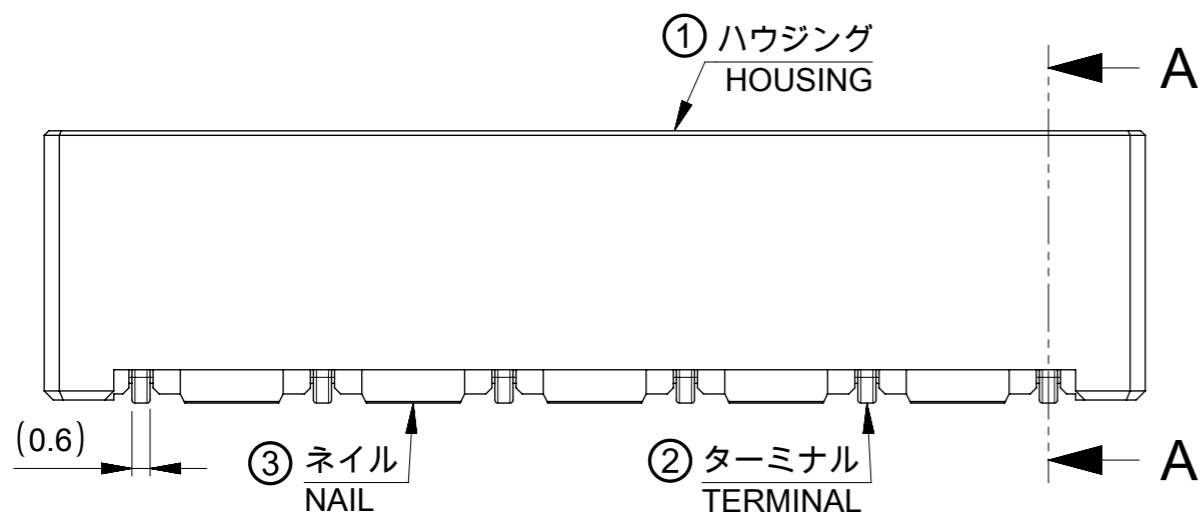 ① ハウジング
HOUSING
A
(0.6)
③ ネイル
NAIL
② ターミナル
TERMINAL
A